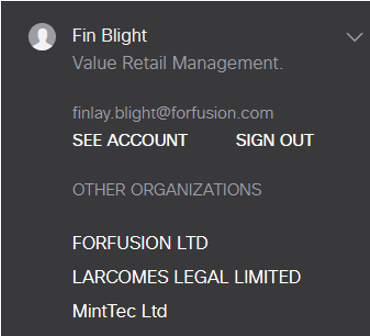 Fin Blight
Value Retail Management.
finlay.blight@forfusion.com
SEE ACCOUNT SIGN OUT
OTHER ORGANIZATIONS
FORFUSION LTD
LARCOMES LEGAL LIMITED
MintTec Ltd